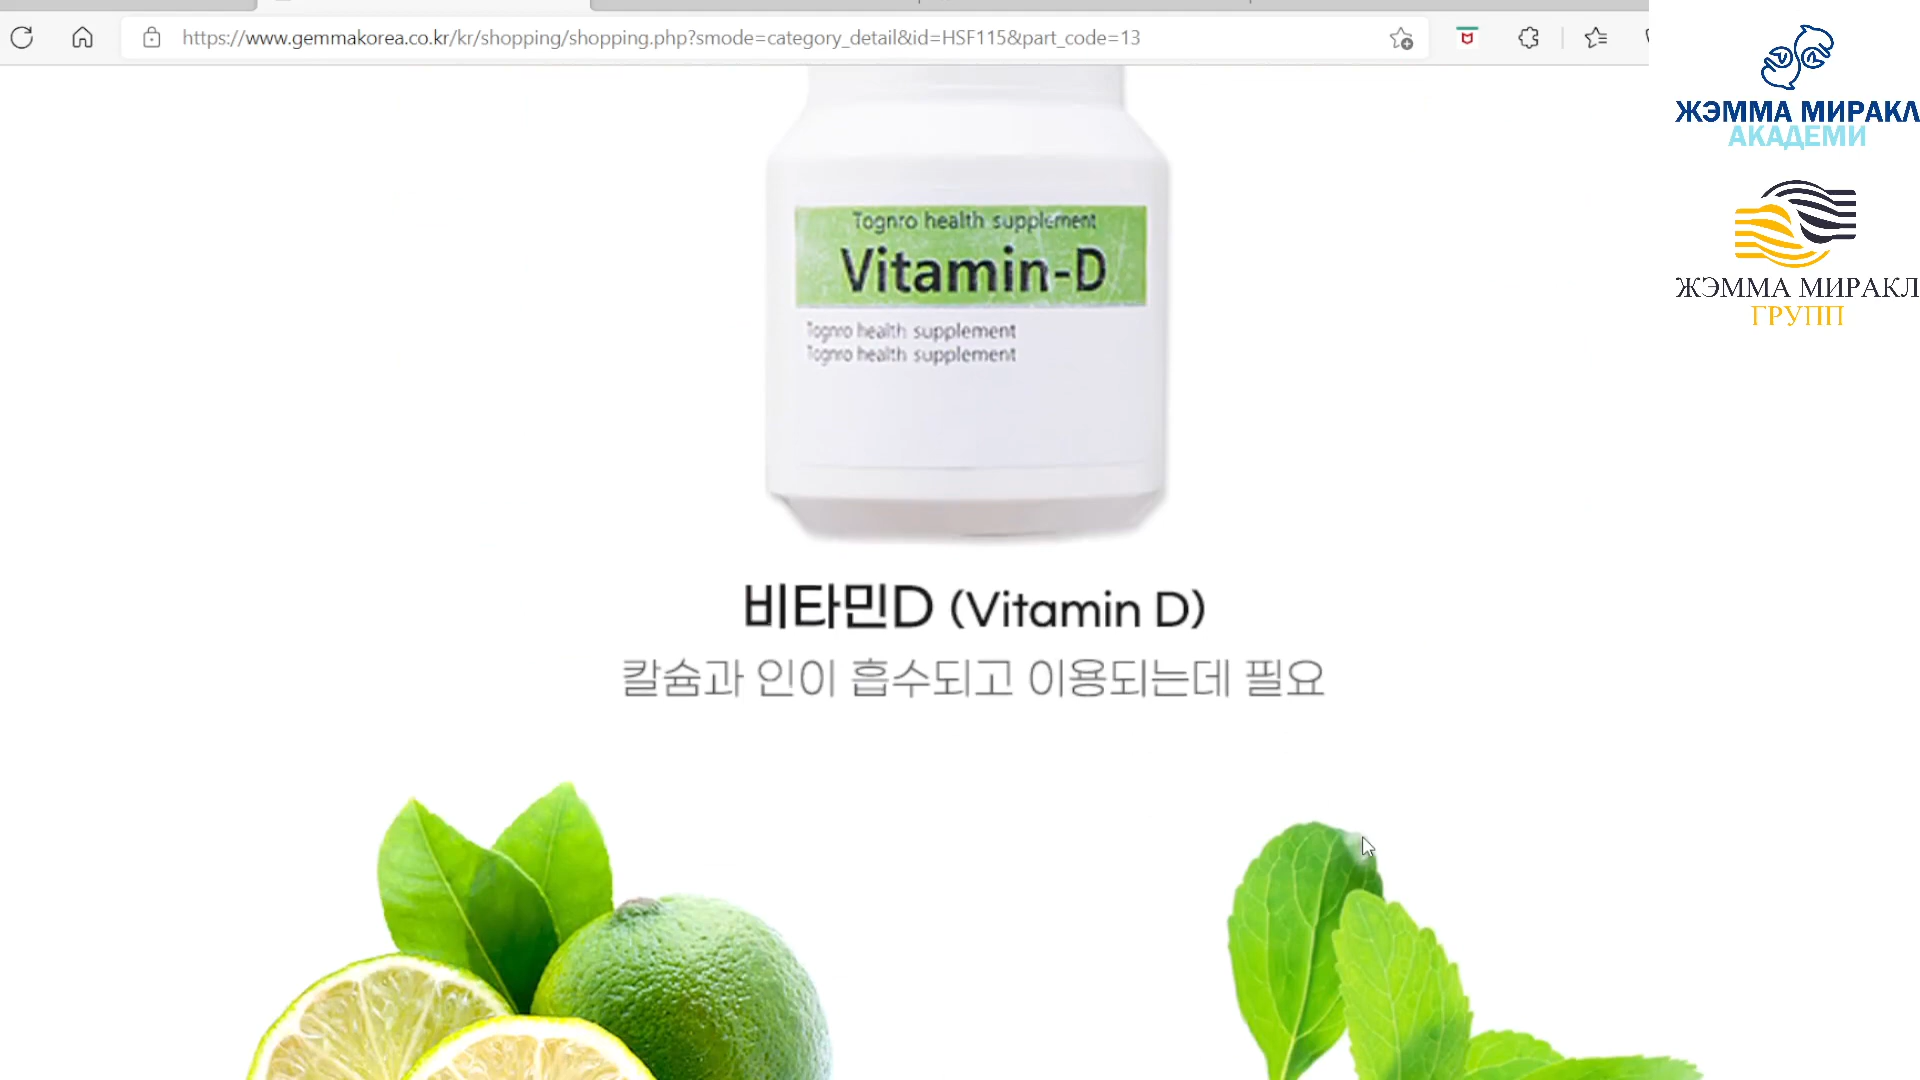 https://www.gemmakorea.co.kr/kr/shopping/shopping.php?smode=category_detail&id=HSF115&part_code=13
ЖЭММА МИРАКЛ
АКАДЕМИ
ЖЭММА МИРАКЛ
ГРУПП
Tognro health supplement
Vitamin-D
Tognro health supplement
Tognro health supplement
비타민D (Vitamin D)
칼슘과 인이 흡수되고 이용되는데 필요